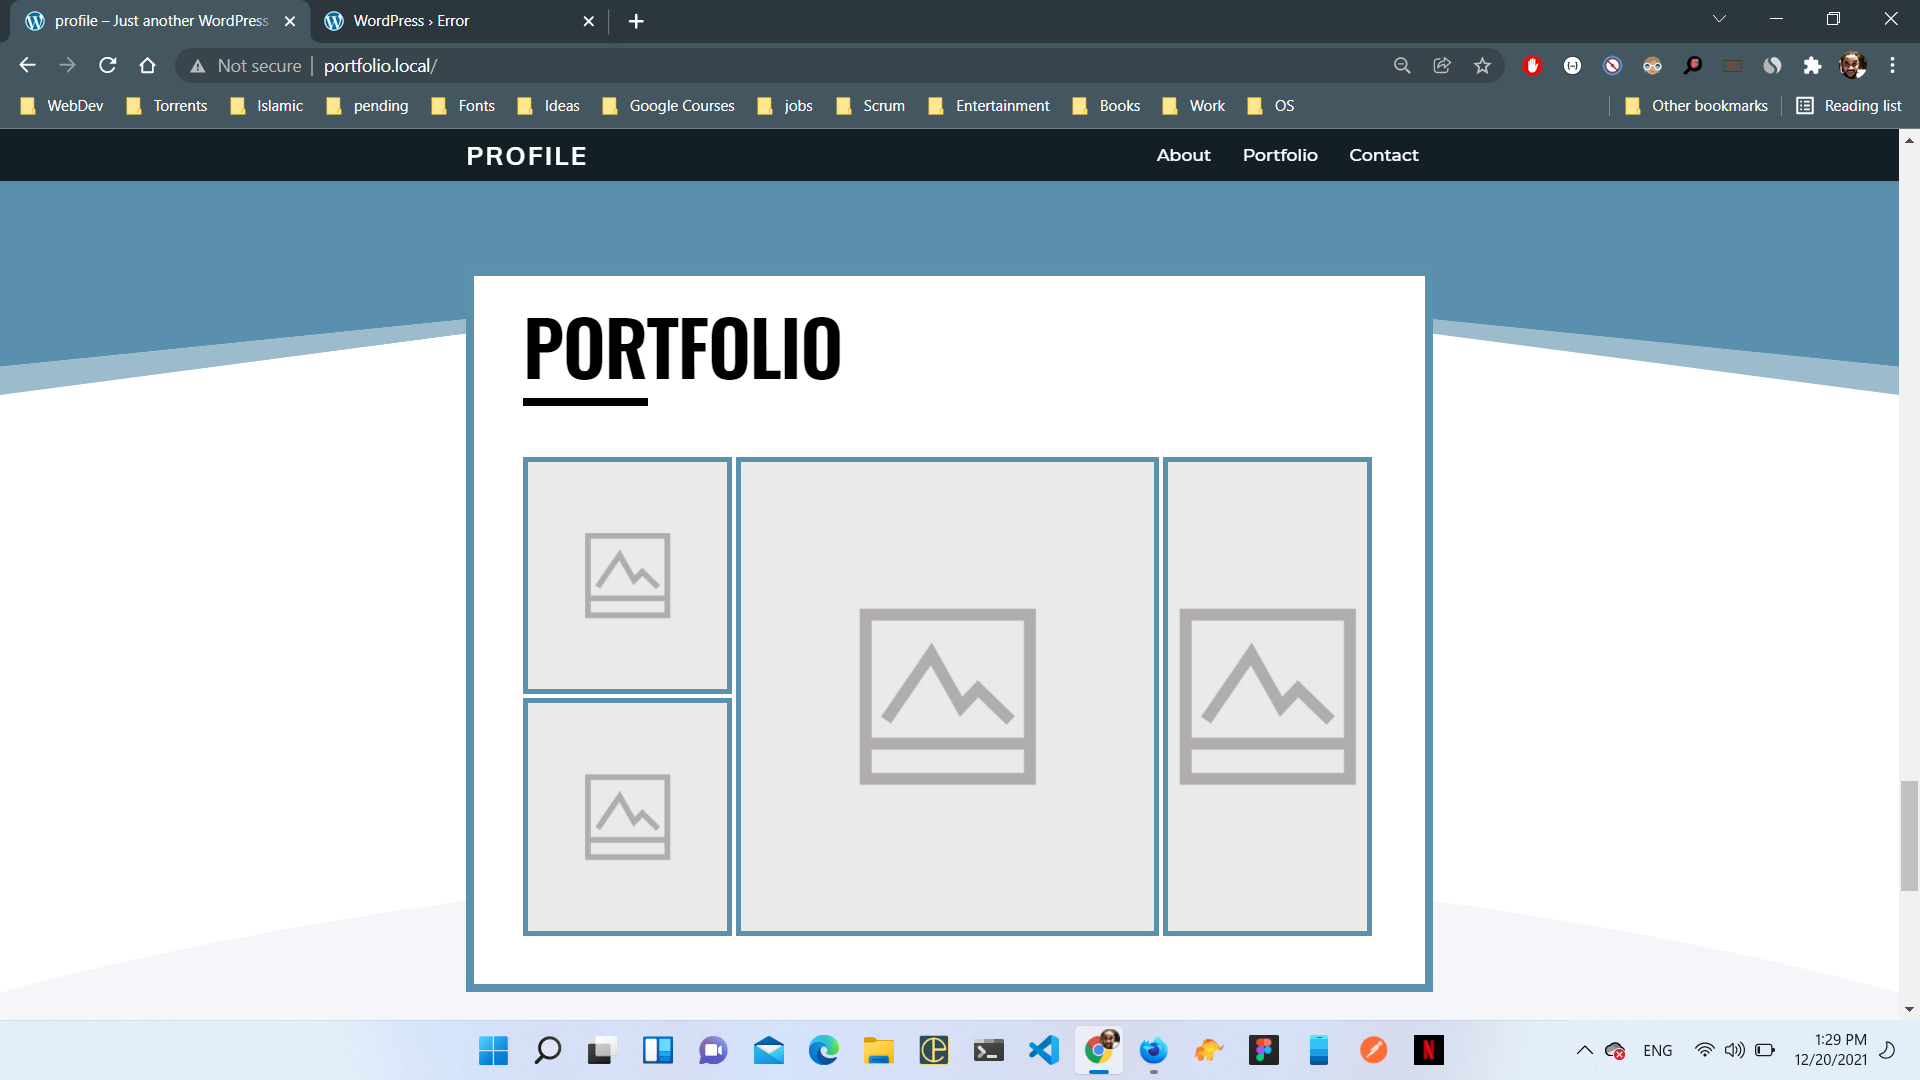 profile – Just another WordPress
WordPress › Error
Not secure
portfolio.local/
WebDev
Torrents
Islamic
pending
Fonts
Ideas
Google Courses
jobs
Scrum
Entertainment
Books
Work
OS
Other bookmarks
Reading list
PROFILE
About
Portfolio
Contact
PORTFOLIO
ENG
1:29 PM
12/20/2021